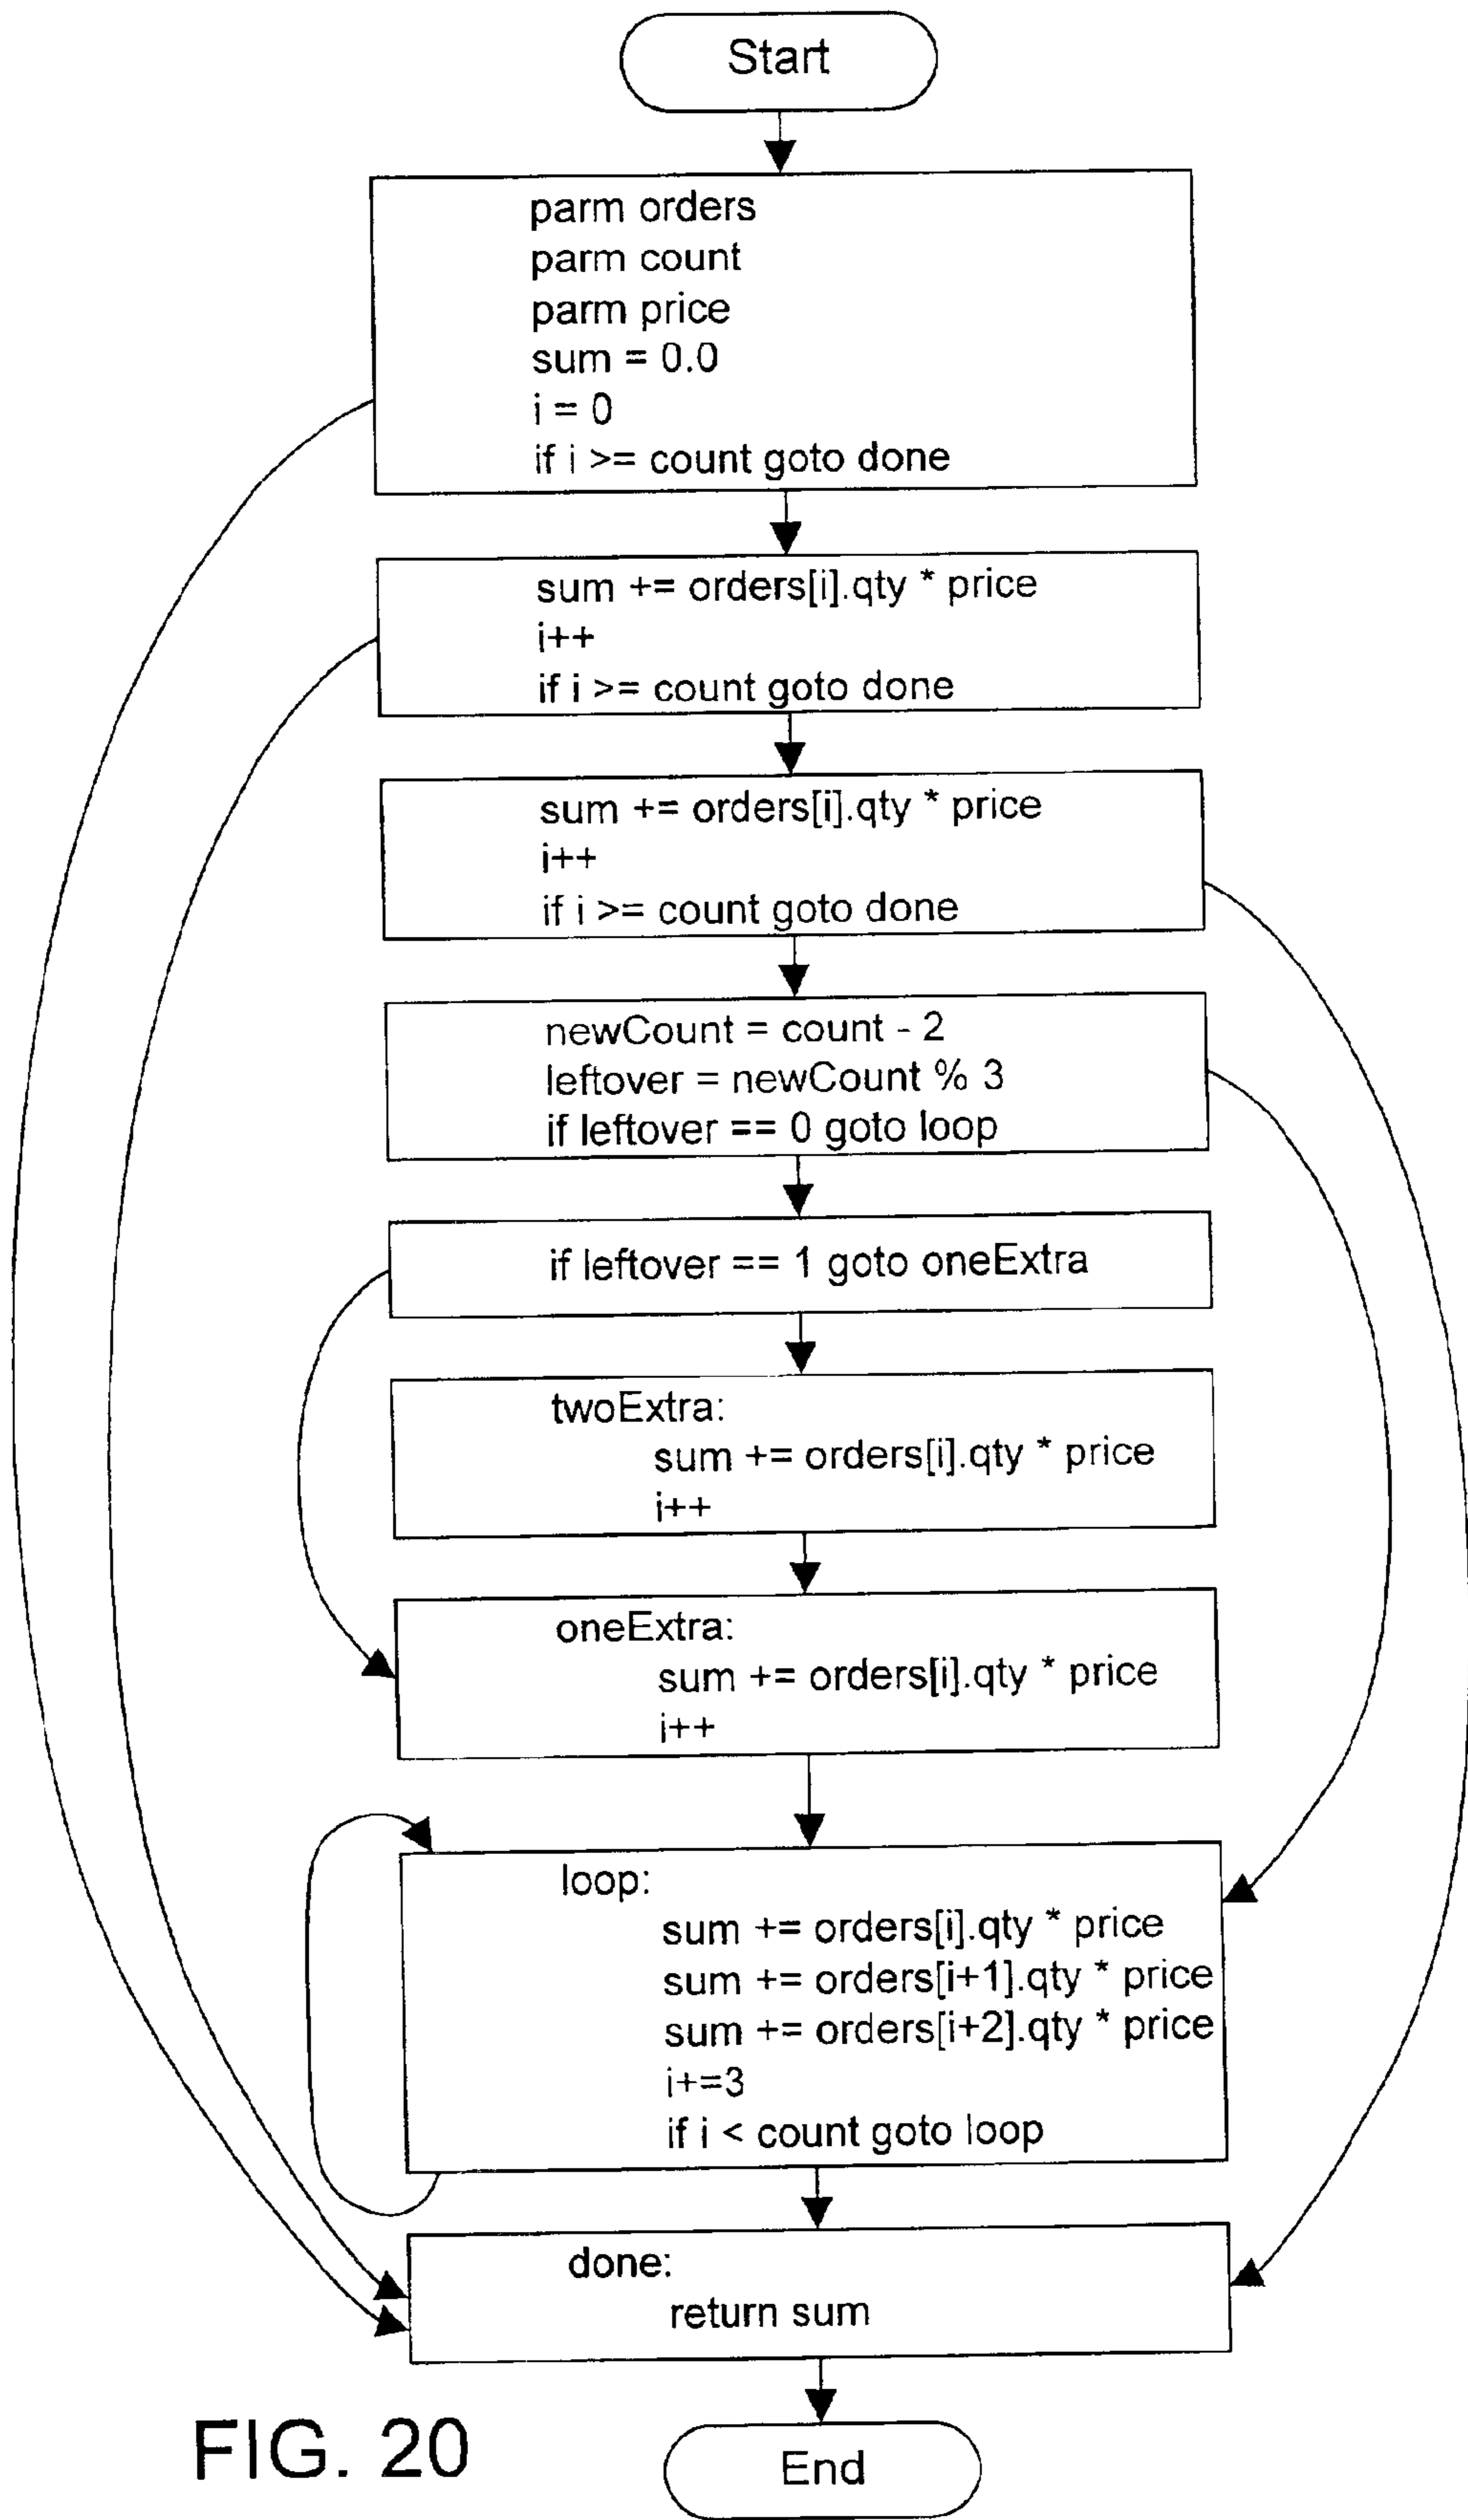 Start
parm orders
parm count
parm price
sum = 0.0
i = 0
if i >= count goto done
sum += orders[i].qty * price
i++
if i >= count goto done
sum += orders[i].qty * price
i++
if i >= count goto done
newCount = count - 2
leftover = newCount % 3
if leftover == 0 goto loop
if leftover == 1 goto oneExtra
twoExtra:
sum += orders[i].qty * price
i++
oneExtra:
sum += orders[i].qty * price
i++
loop:
sum += orders[i].qty * price
sum += orders[i+1].qty * price
sum += orders[i+2].qty * price
i+=3
if i < count goto loop
done:
return sum
End
FIG. 20